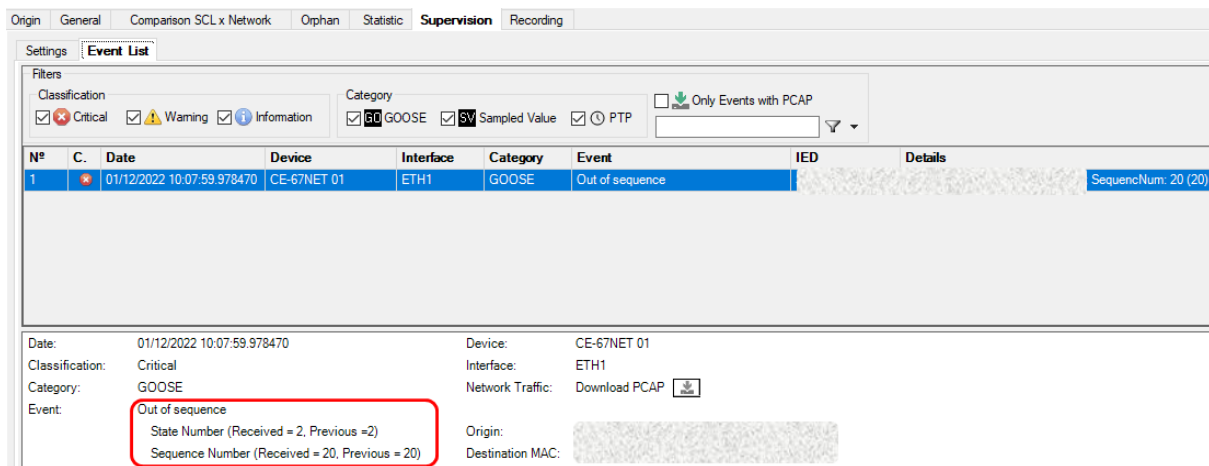 Origin General Comparison SCL x Network Orphan Statistic Supervision Recording
Settings Event List
Filters
Classification Category
Critical Warning Information GO GOOSE SV Sampled Value PTP Only Events with PCAP
Nº C. Date Device Interface Category Event IED Details
1 01/12/2022 10:07:59.978470 CE-67NET 01 ETH1 GOOSE Out of sequence SequencNum: 20 (20)
Date: 01/12/2022 10:07:59.978470 Device: CE-67NET 01
Classification: Critical Interface: ETH1
Category: GOOSE Network Traffic: Download PCAP
Event: Out of sequence
State Number (Received = 2, Previous =2) Origin:
Sequence Number (Received = 20, Previous = 20) Destination MAC: